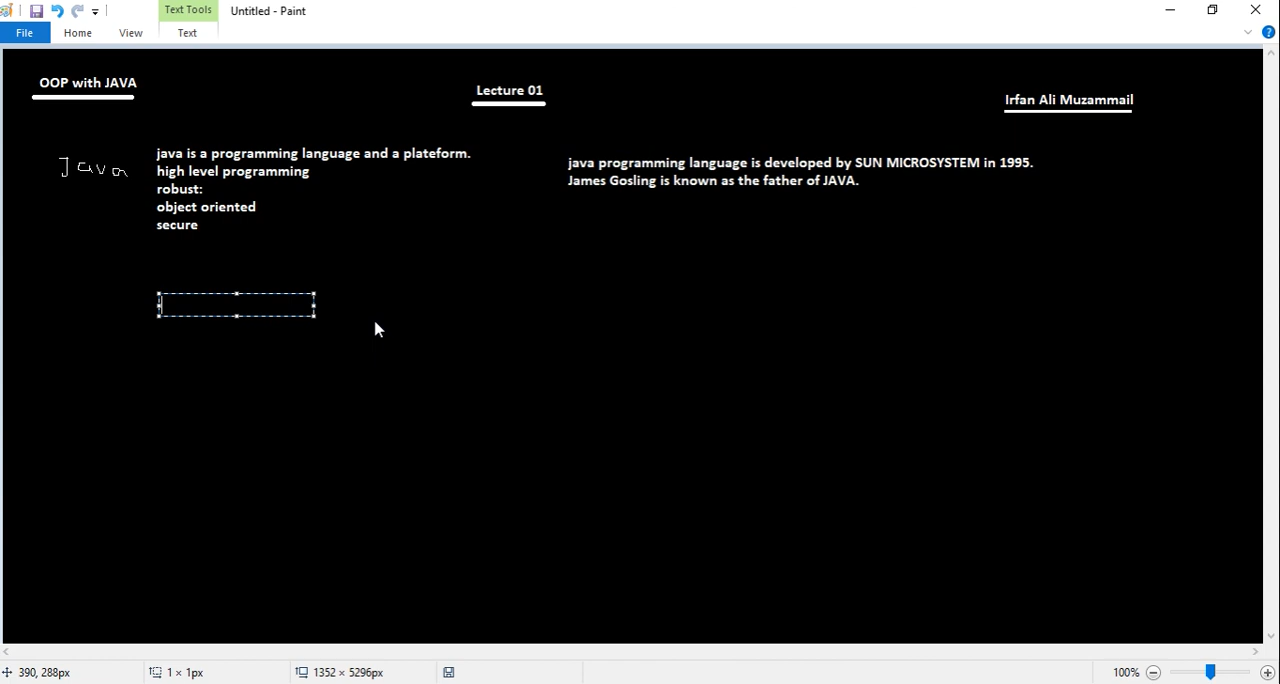 Text Tools
Untitled - Paint
File
Home
View
Text
OOP with JAVA
Lecture 01
Irfan Ali Muzammail
Java
java is a programming language and a plateform.
high level programming
robust:
object oriented
secure
java programming language is developed by SUN MICROSYSTEM in 1995.
James Gosling is known as the father of JAVA.
390, 288px
1 × 1px
1352 × 5296px
100%